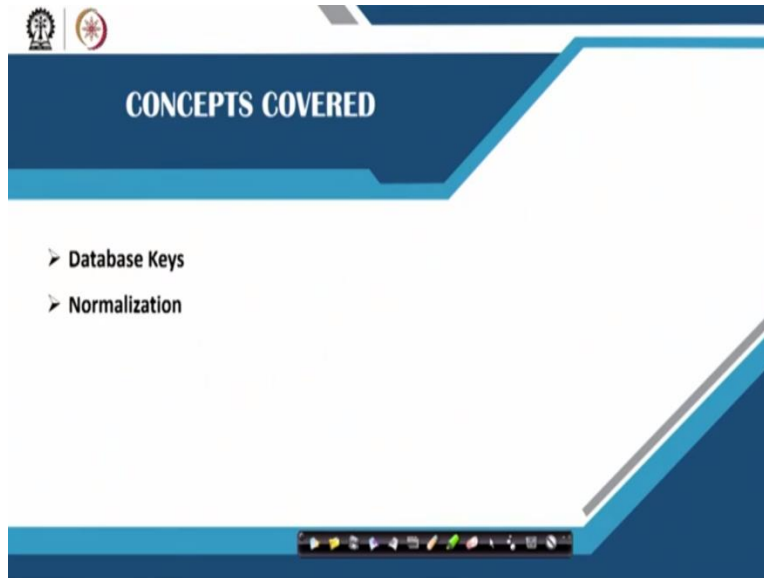 CONCEPTS COVERED
➢ Database Keys
➢ Normalization